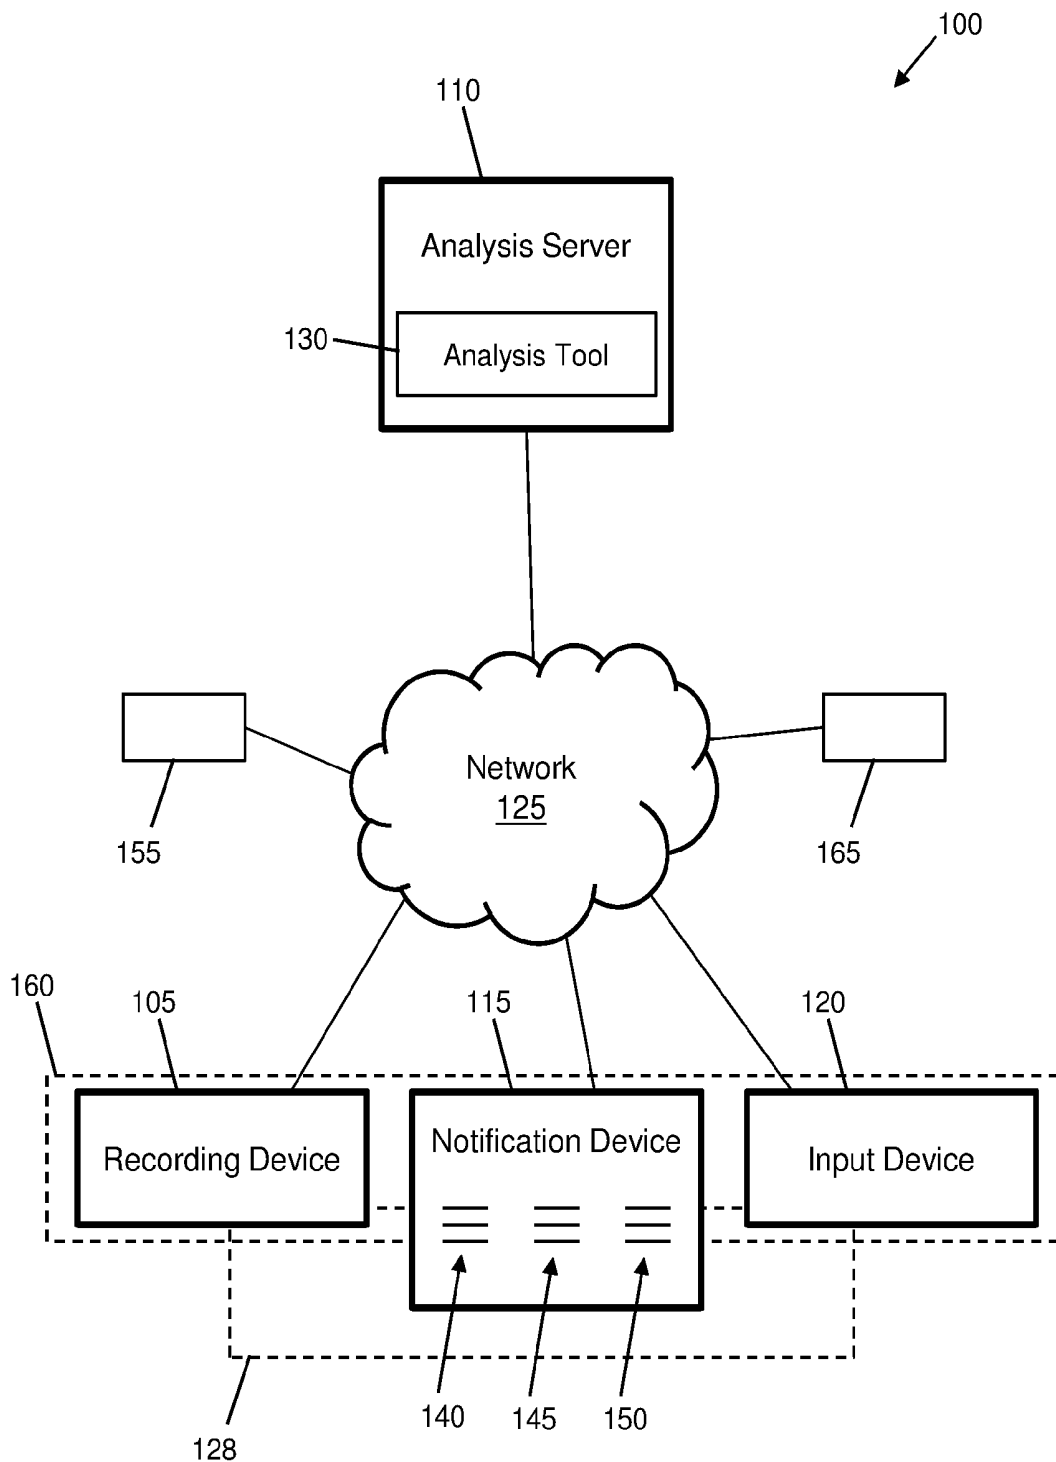 100
110
Analysis Server
130
Analysis Tool
Network
125
155
165
160
105
115
120
Recording Device
Notification Device
Input Device
140
145
150
128